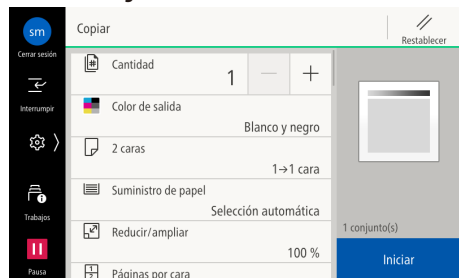 sm
Cerrar sesión
Interrumpir
Trabajos
Pausa
Copiar
Restablecer
Cantidad
1
Color de salida
Blanco y negro
2 caras
1→1 cara
Suministro de papel
Selección automática
Reducir/ampliar
100 %
Páginas por cara
1 conjunto(s)
Iniciar